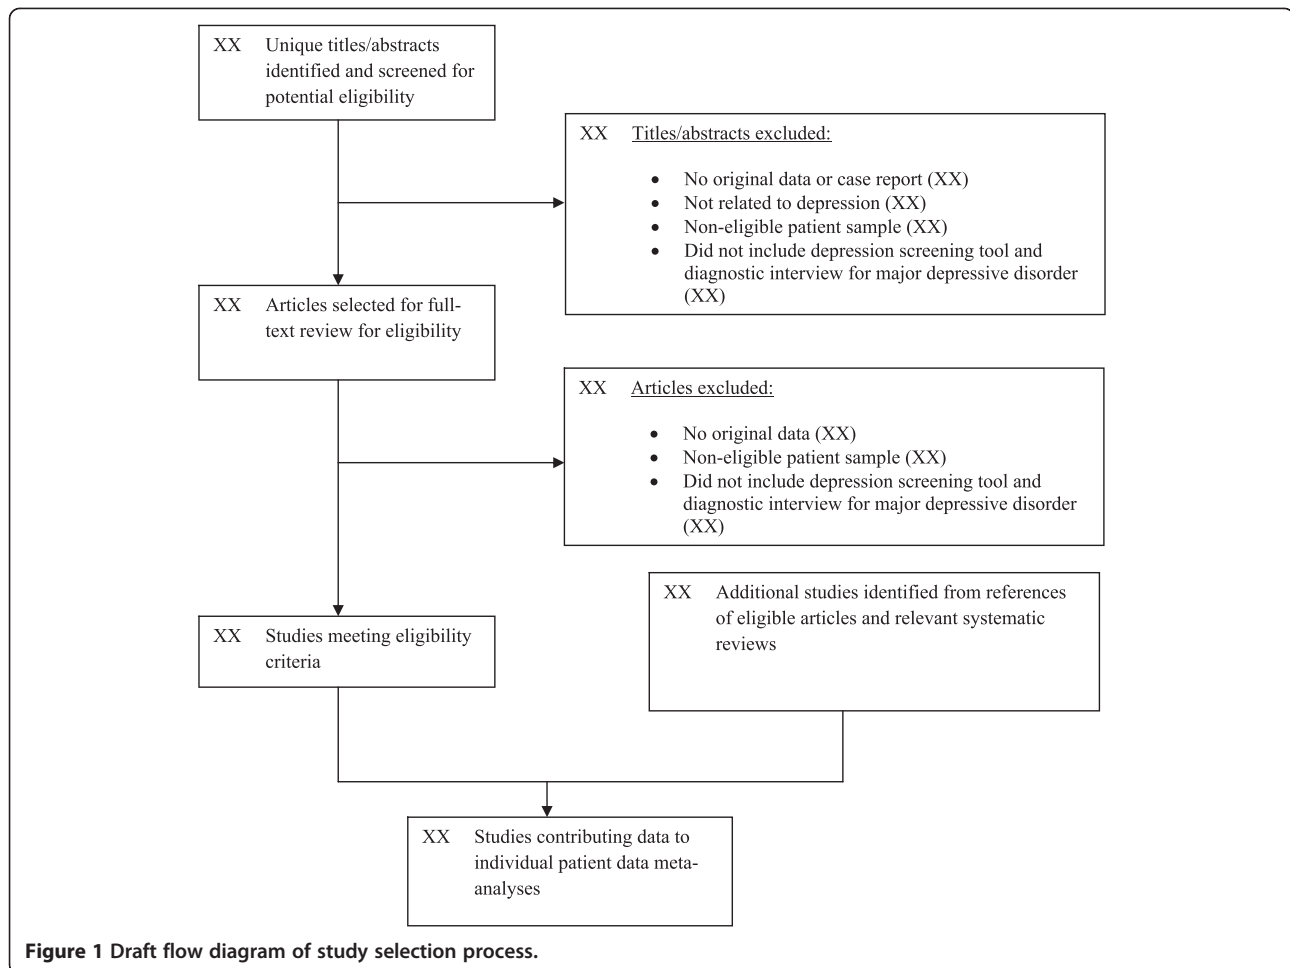 XX Unique titles/abstracts
identified and screened for
potential eligibility
XX Titles/abstracts excluded:
• No original data or case report (XX)
• Not related to depression (XX)
• Non-eligible patient sample (XX)
• Did not include depression screening tool and
diagnostic interview for major depressive disorder
(XX)
XX Articles selected for full-
text review for eligibility
XX Articles excluded:
• No original data (XX)
• Non-eligible patient sample (XX)
• Did not include depression screening tool and
diagnostic interview for major depressive disorder
(XX)
XX Additional studies identified from references
of eligible articles and relevant systematic
reviews
XX Studies meeting eligibility
criteria
XX Studies contributing data to
individual patient data meta-
analyses
Figure 1 Draft flow diagram of study selection process.